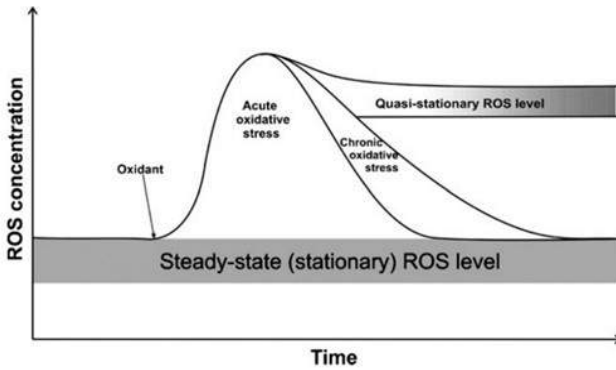 ROS concentration
Oxidant
Acute
oxidative
stress
Chronic
oxidative
stress
Quasi-stationary ROS level
Steady-state (stationary) ROS level
Time